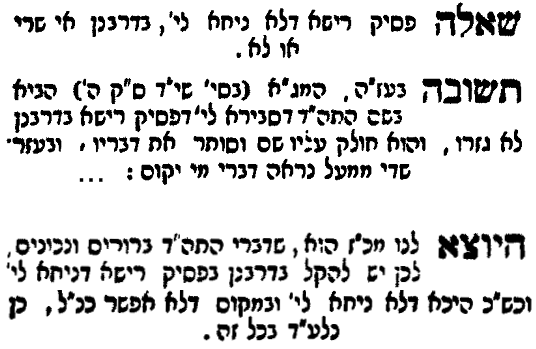 שאלה פסיק רישא דלא ניחא לי', בדרבנן אי שרי
או לא.
תשובה בעז"ה, המג"א (בסי' שי"ד ס"ק ה') הביא
בשם התה"ד דסבירא לי' דפסיק רישא בדרבנן
לא גזרו, והוא חולק עליו שם וסותר את דבריו, ובעזר־
שדי ממעל נראה דברי מי יקום: ...
היוצא לנו מכ"ז הוא, שדברי התה"ד ברורים ונכונים,
לכן יש להקל בדרבנן בפסיק רישא דניחא לי'
וכש"כ היכא דלא ניחא לי' ובמקום דלא אפשר כנ"ל, כן
נלע"ד בכל זה.